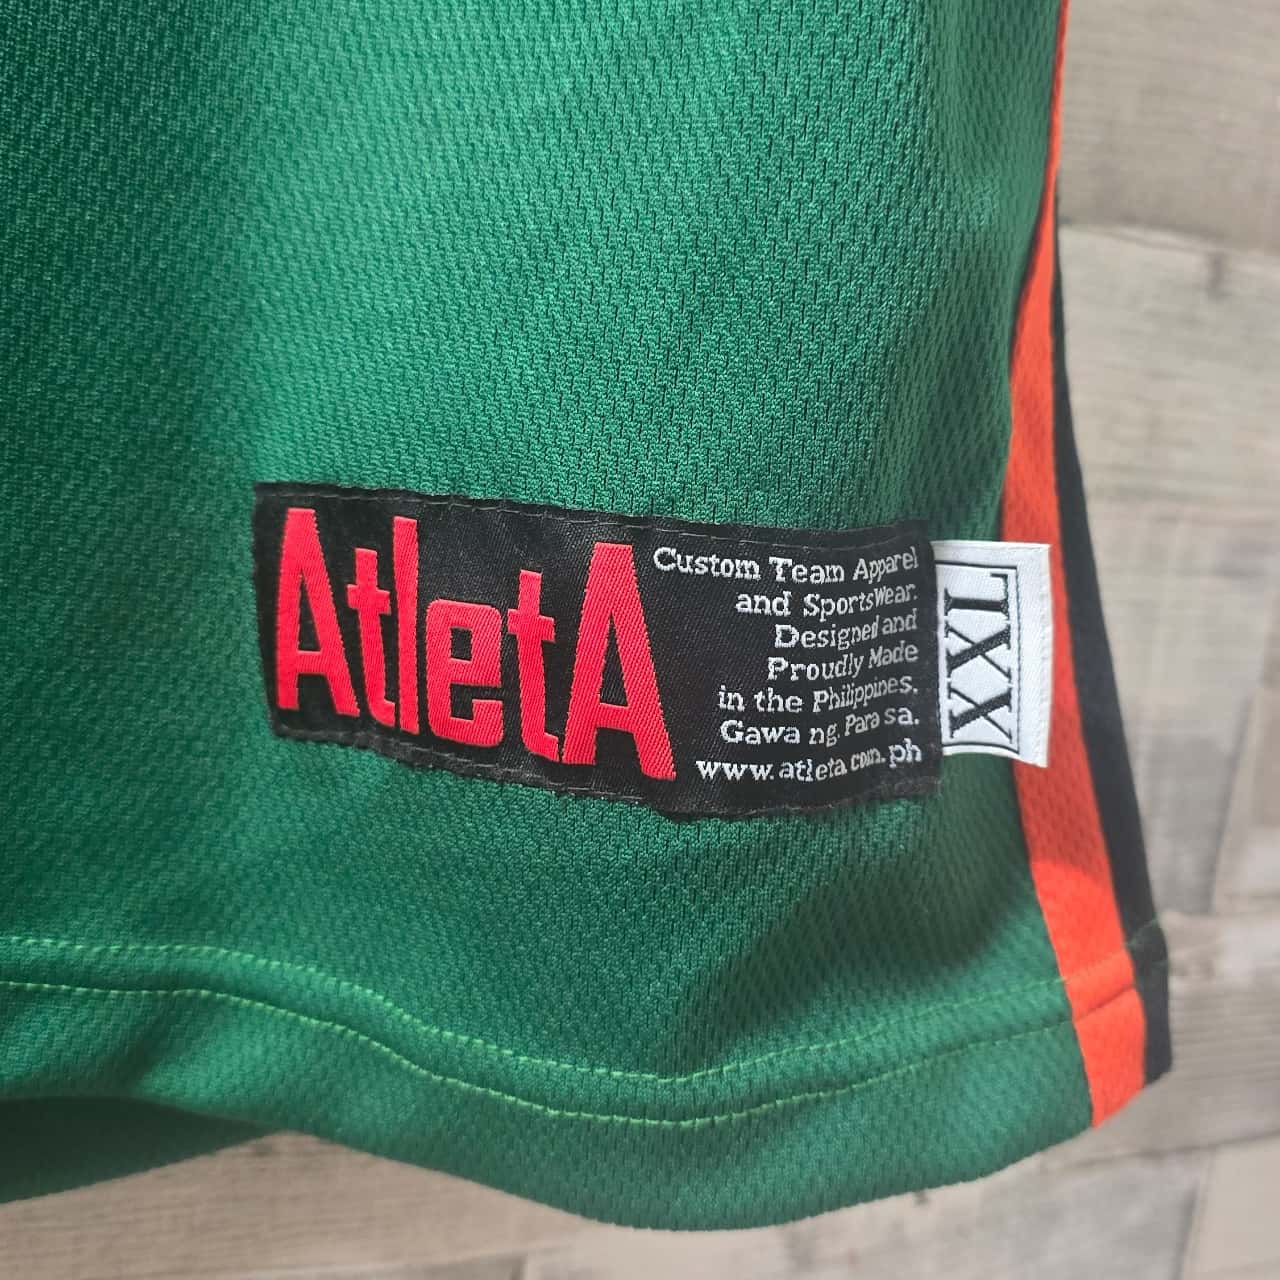 AtletA
Custom Team Apparel
and SportsWear.
Designed and
Proudly Made
in the Philippines.
Gawa ng. Para sa.
www.atleta.com.ph
XXL